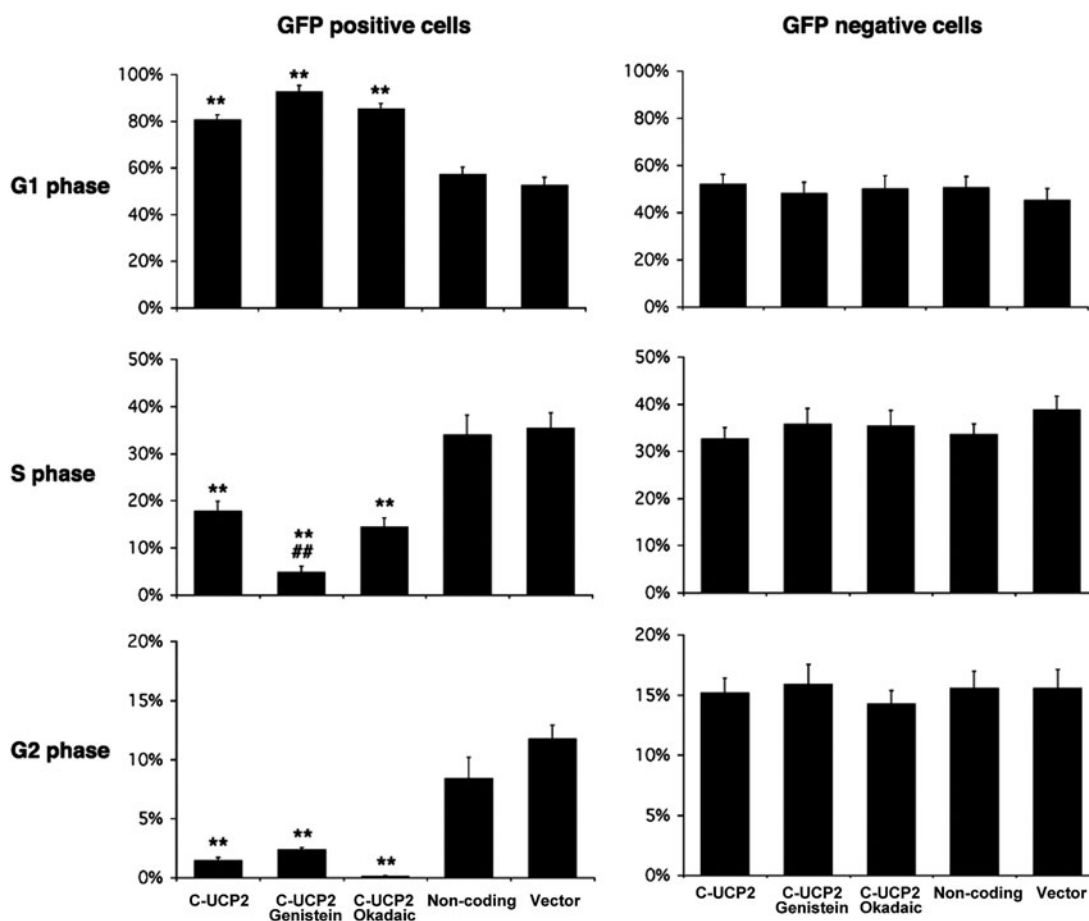 GFP positive cells
GFP negative cells
G1 phase
100%
80%
60%
40%
20%
0%
**
**
**
100%
80%
60%
40%
20%
0%
S phase
50%
40%
30%
20%
10%
0%
**
**
##
**
50%
40%
30%
20%
10%
0%
G2 phase
20%
15%
10%
5%
0%
**
**
**
20%
15%
10%
5%
0%
C-UCP2
C-UCP2
Genistein
C-UCP2
Okadaic
Non-coding
Vector
C-UCP2
C-UCP2
Genistein
C-UCP2
Okadaic
Non-coding
Vector